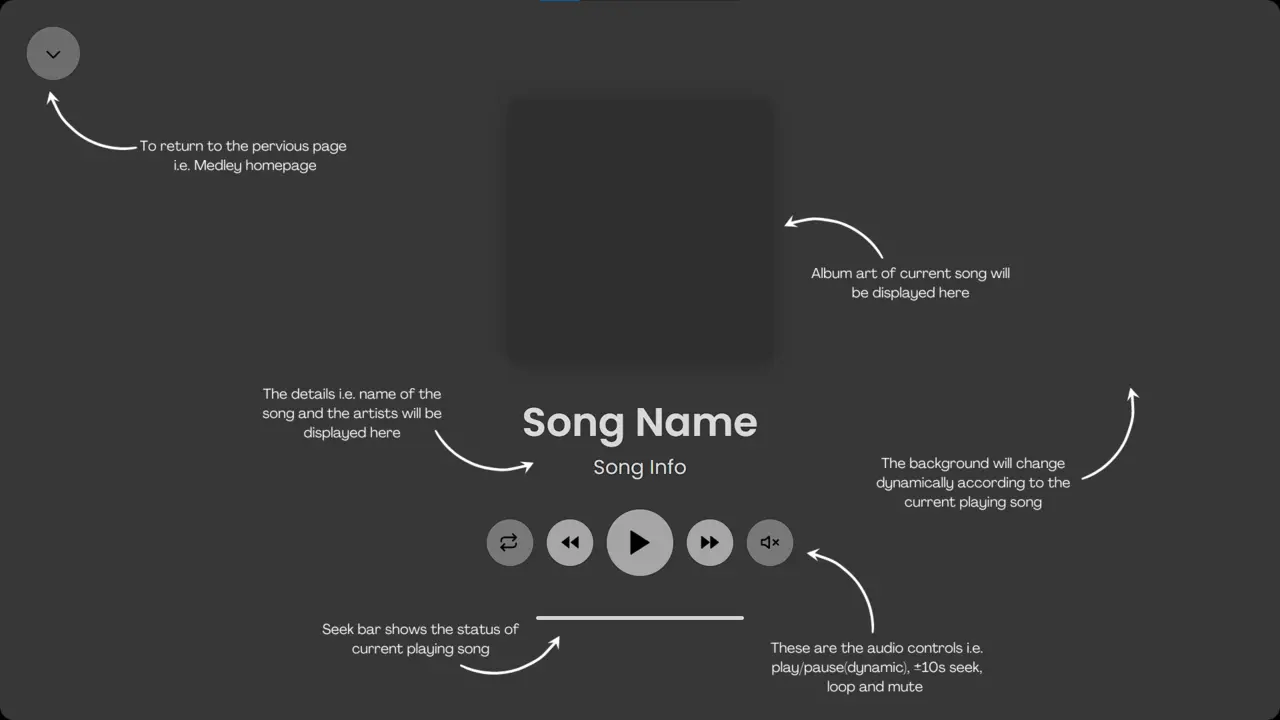 To return to the pervious page
i.e. Medley homepage
Album art of current song will
be displayed here
The details i.e. name of the
song and the artists will be
displayed here
Song Name
Song Info
The background will change
dynamically according to the
current playing song
Seek bar shows the status of
current playing song
These are the audio controls i.e.
play/pause(dynamic), ±10s seek,
loop and mute